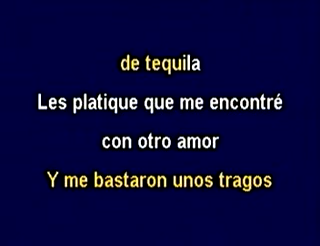 de tequila
Les platique que me encontré
con otro amor
Y me bastaron unos tragos